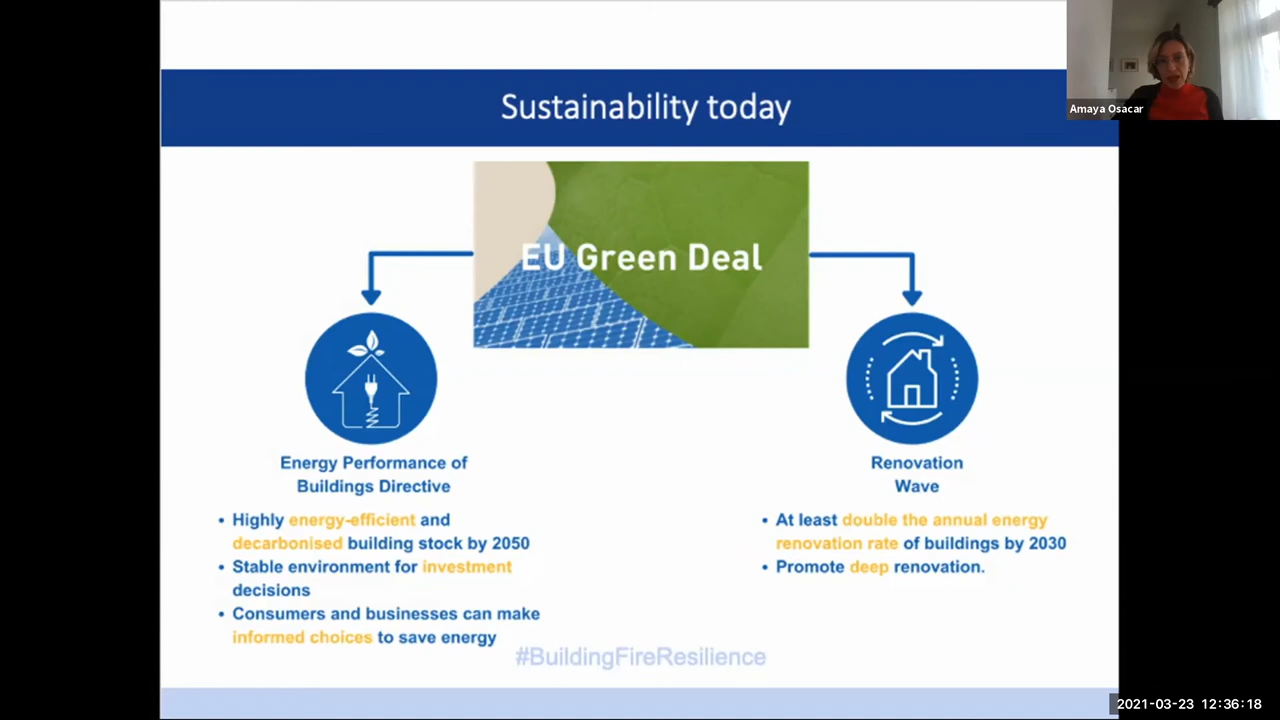 Sustainability today
Amaya Osacar
EU Green Deal
Energy Performance of
Buildings Directive
• Highly energy-efficient and
decarbonised building stock by 2050
• Stable environment for investment
decisions
• Consumers and businesses can make
informed choices to save energy
Renovation
Wave
• At least double the annual energy
renovation rate of buildings by 2030
• Promote deep renovation.
#BuildingFireResilience
2021-03-23 12:36:18